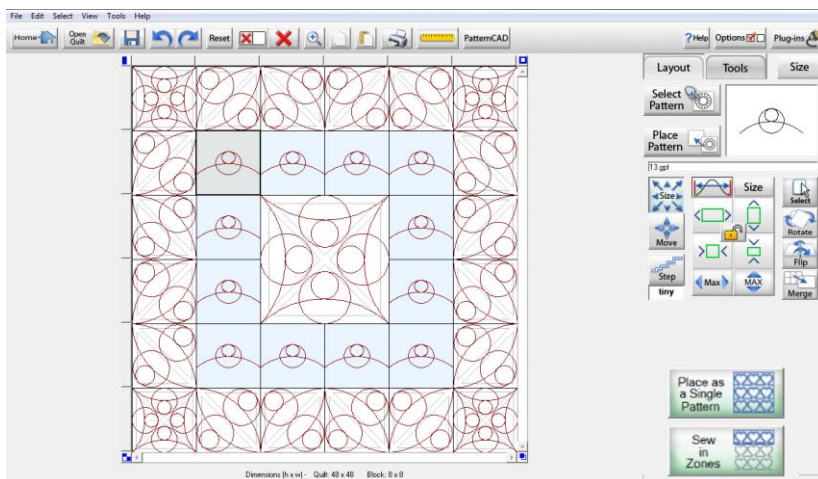 File Edit Select View Tools Help
Home Open Quilt Reset PatternCAD ?Help Options Plug-ins
Layout Tools Size
Select Pattern
Place Pattern
13.gpf
Size Size Select
Move Rotate
Flip
Step Max MAX Merge
tiny
Place as a Single Pattern
Sew in Zones
Dimensions (h x w) - Quilt: 48 x 48 Block: 8 x 8